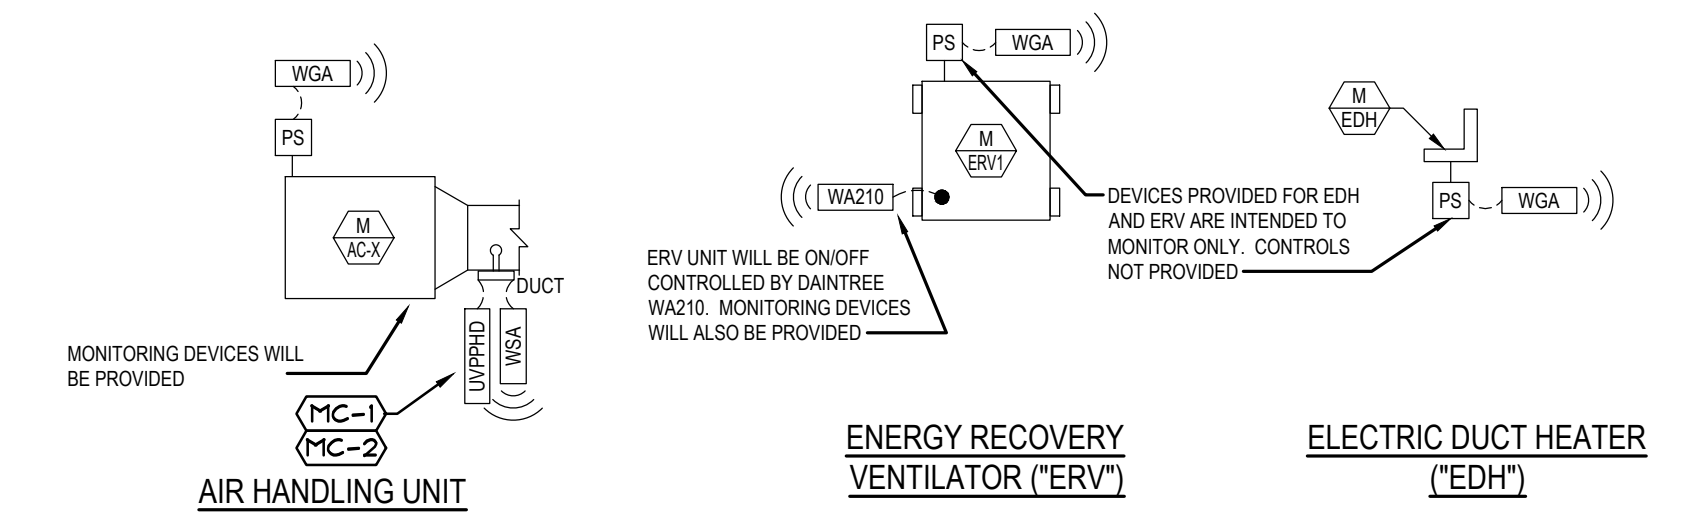 WGA
PS
M
AC-X
DUCT
UVPPHD
WSA
MONITORING DEVICES WILL
BE PROVIDED
MC-1
MC-2
AIR HANDLING UNIT
PS
WGA
M
ERV1
WA210
ERV UNIT WILL BE ON/OFF
CONTROLLED BY DAINTREE
WA210. MONITORING DEVICES
WILL ALSO BE PROVIDED
DEVICES PROVIDED FOR EDH
AND ERV ARE INTENDED TO
MONITOR ONLY. CONTROLS
NOT PROVIDED
ENERGY RECOVERY
VENTILATOR ("ERV")
M
EDH
PS
WGA
ELECTRIC DUCT HEATER
("EDH")